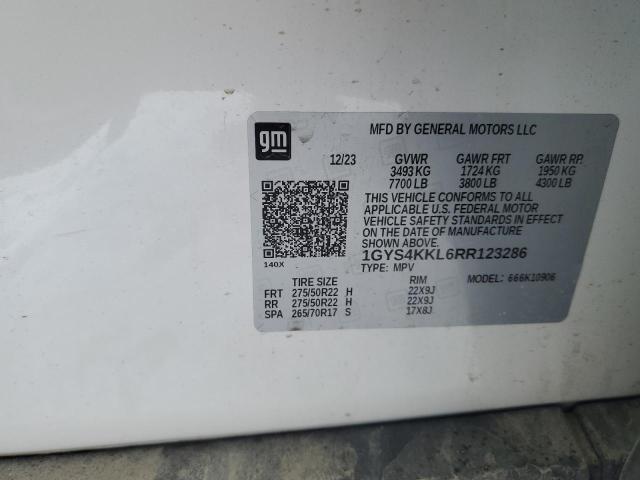 gm
MFD BY GENERAL MOTORS LLC
12/23 GVWR GAWR FRT GAWR RR
3493 KG 1724 KG 1950 KG
7700 LB 3800 LB 4300 LB
THIS VEHICLE CONFORMS TO ALL
APPLICABLE U.S. FEDERAL MOTOR
VEHICLE SAFETY STANDARDS IN EFFECT
ON THE DATE OF MANUFACTURE
SHOWN ABOVE.
1GYS4KKL6RR123286
140X
TYPE: MPV
MODEL: 666K10906
TIRE SIZE RIM
FRT 275/50R22 H 22X9J
RR 275/50R22 H 22X9J
SPA 265/70R17 S 17X8J